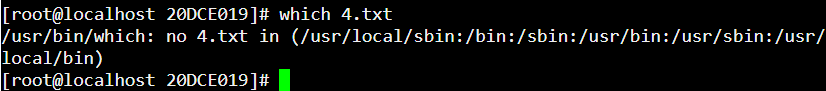 [root@localhost 20DCE019]# which 4.txt
/usr/bin/which: no 4.txt in (/usr/local/sbin:/bin:/sbin:/usr/bin:/usr/sbin:/usr/
local/bin)
[root@localhost 20DCE019]#